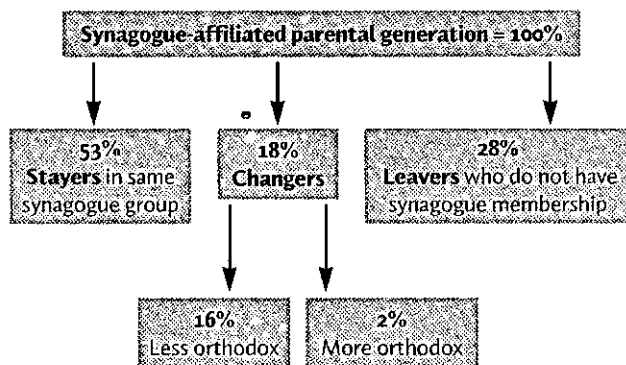 Synagogue-affiliated parental generation = 100%
53%
Stayers in same
synagogue group
18%
Changers
28%
Leavers who do not have
synagogue membership
16%
Less orthodox
2%
More orthodox